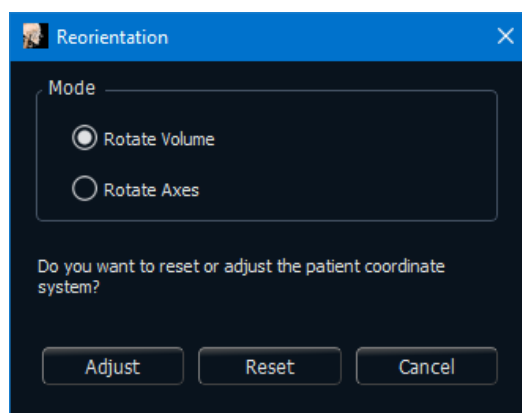 Reorientation
Mode
Rotate Volume
Rotate Axes
Do you want to reset or adjust the patient coordinate
system?
Adjust Reset Cancel